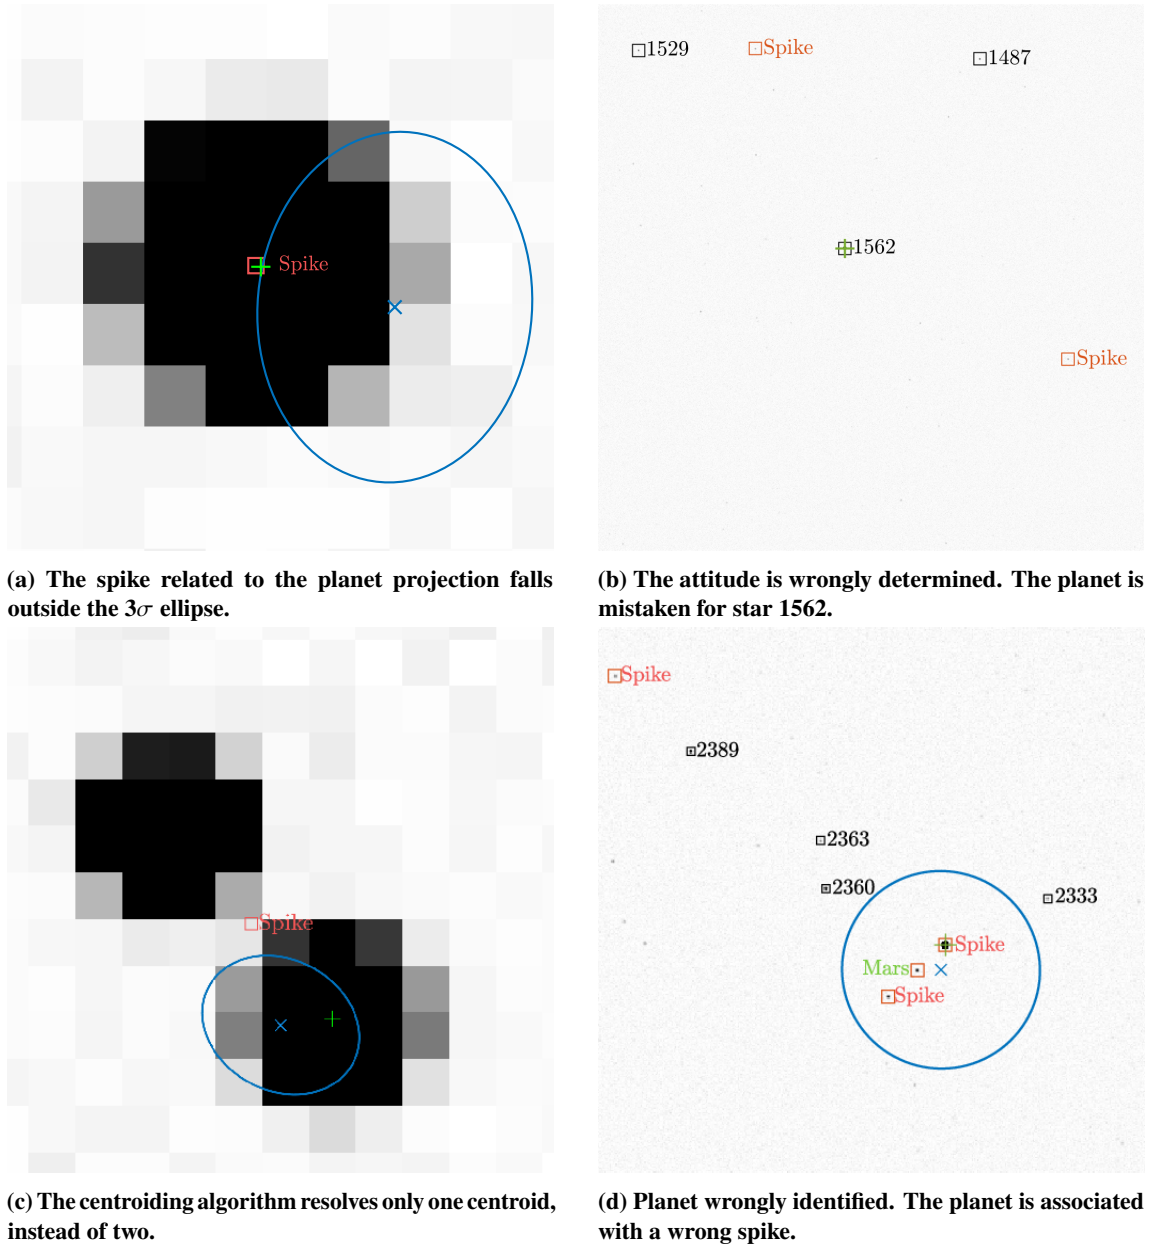 Spike
1529
Spike
1487
1562
Spike
(a) The spike related to the planet projection falls
outside the 3σ ellipse.
(b) The attitude is wrongly determined. The planet is
mistaken for star 1562.
Spike
Spike
2389
2363
2360
2333
Spike
Mars
Spike
(c) The centroiding algorithm resolves only one centroid,
instead of two.
(d) Planet wrongly identified. The planet is associated
with a wrong spike.